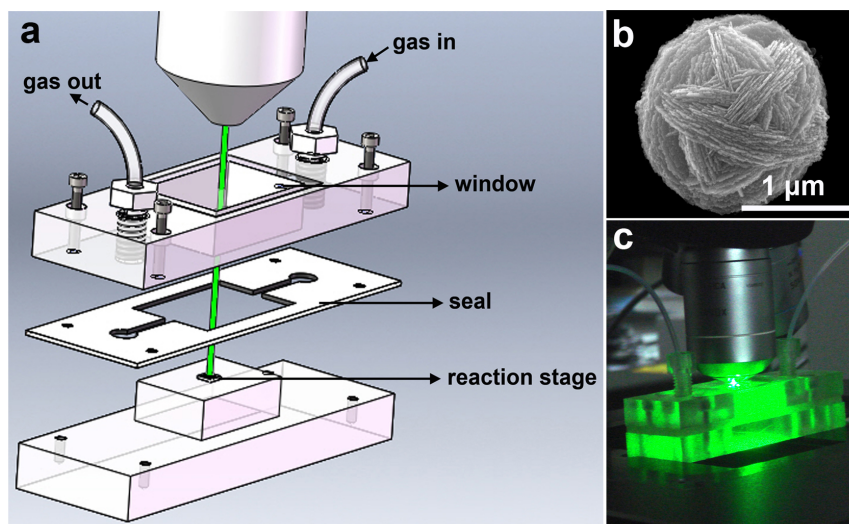 a
gas in
gas out
window
seal
reaction stage
b
1 µm
c